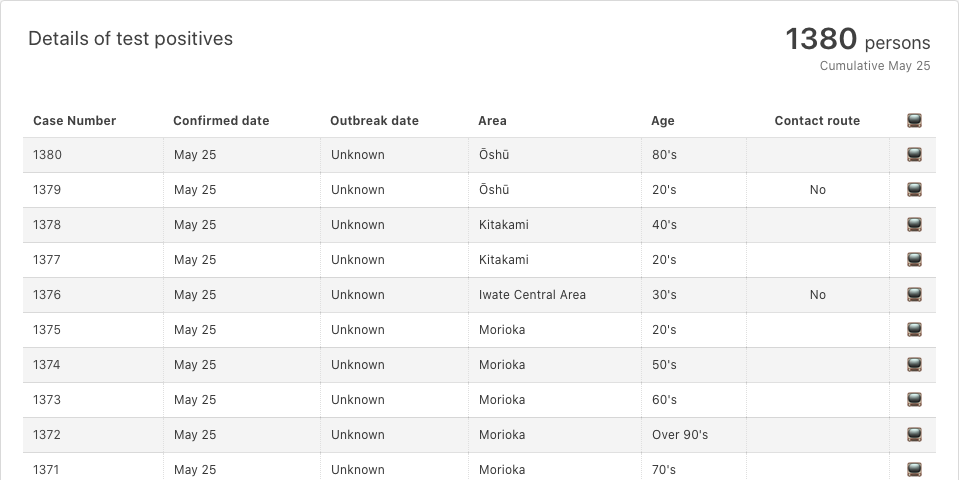 Details of test positives
1380 persons
Cumulative May 25
Case Number Confirmed date Outbreak date Area Age Contact route
1380 May 25 Unknown Ōshū 80's
1379 May 25 Unknown Ōshū 20's No
1378 May 25 Unknown Kitakami 40's
1377 May 25 Unknown Kitakami 20's
1376 May 25 Unknown Iwate Central Area 30's No
1375 May 25 Unknown Morioka 20's
1374 May 25 Unknown Morioka 50's
1373 May 25 Unknown Morioka 60's
1372 May 25 Unknown Morioka Over 90's
1371 May 25 Unknown Morioka 70's